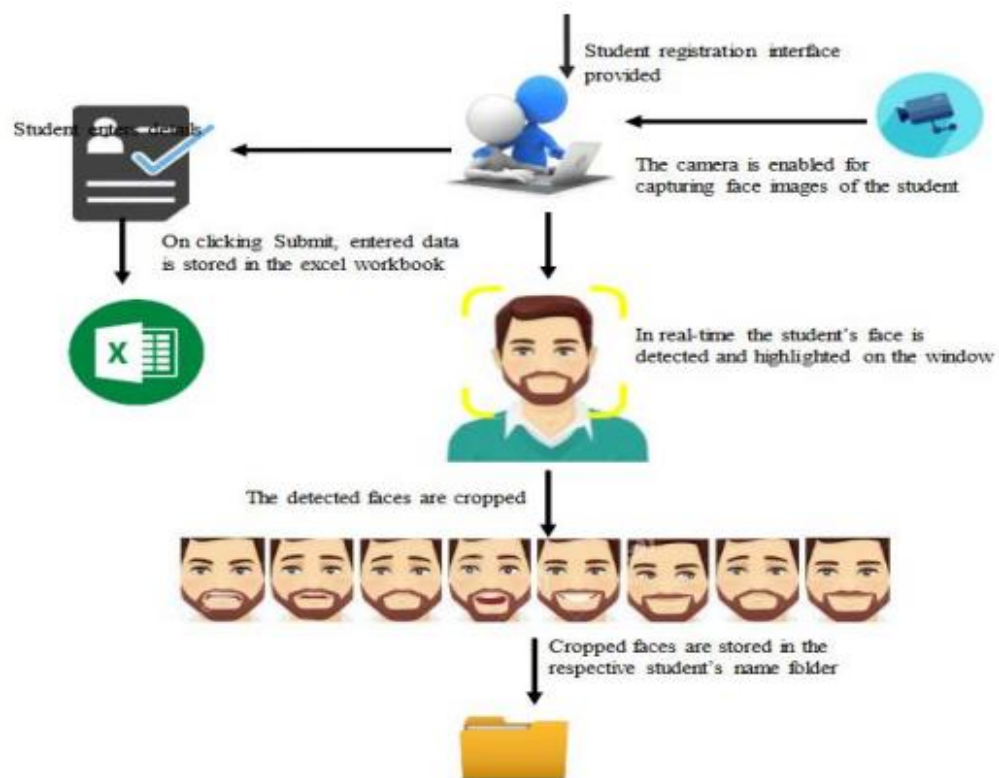 Student registration interface
provided
Student enters details
The camera is enabled for
capturing face images of the student
On clicking Submit, entered data
is stored in the excel workbook
X
In real-time the student's face is
detected and highlighted on the window
The detected faces are cropped
Cropped faces are stored in the
respective student's name folder